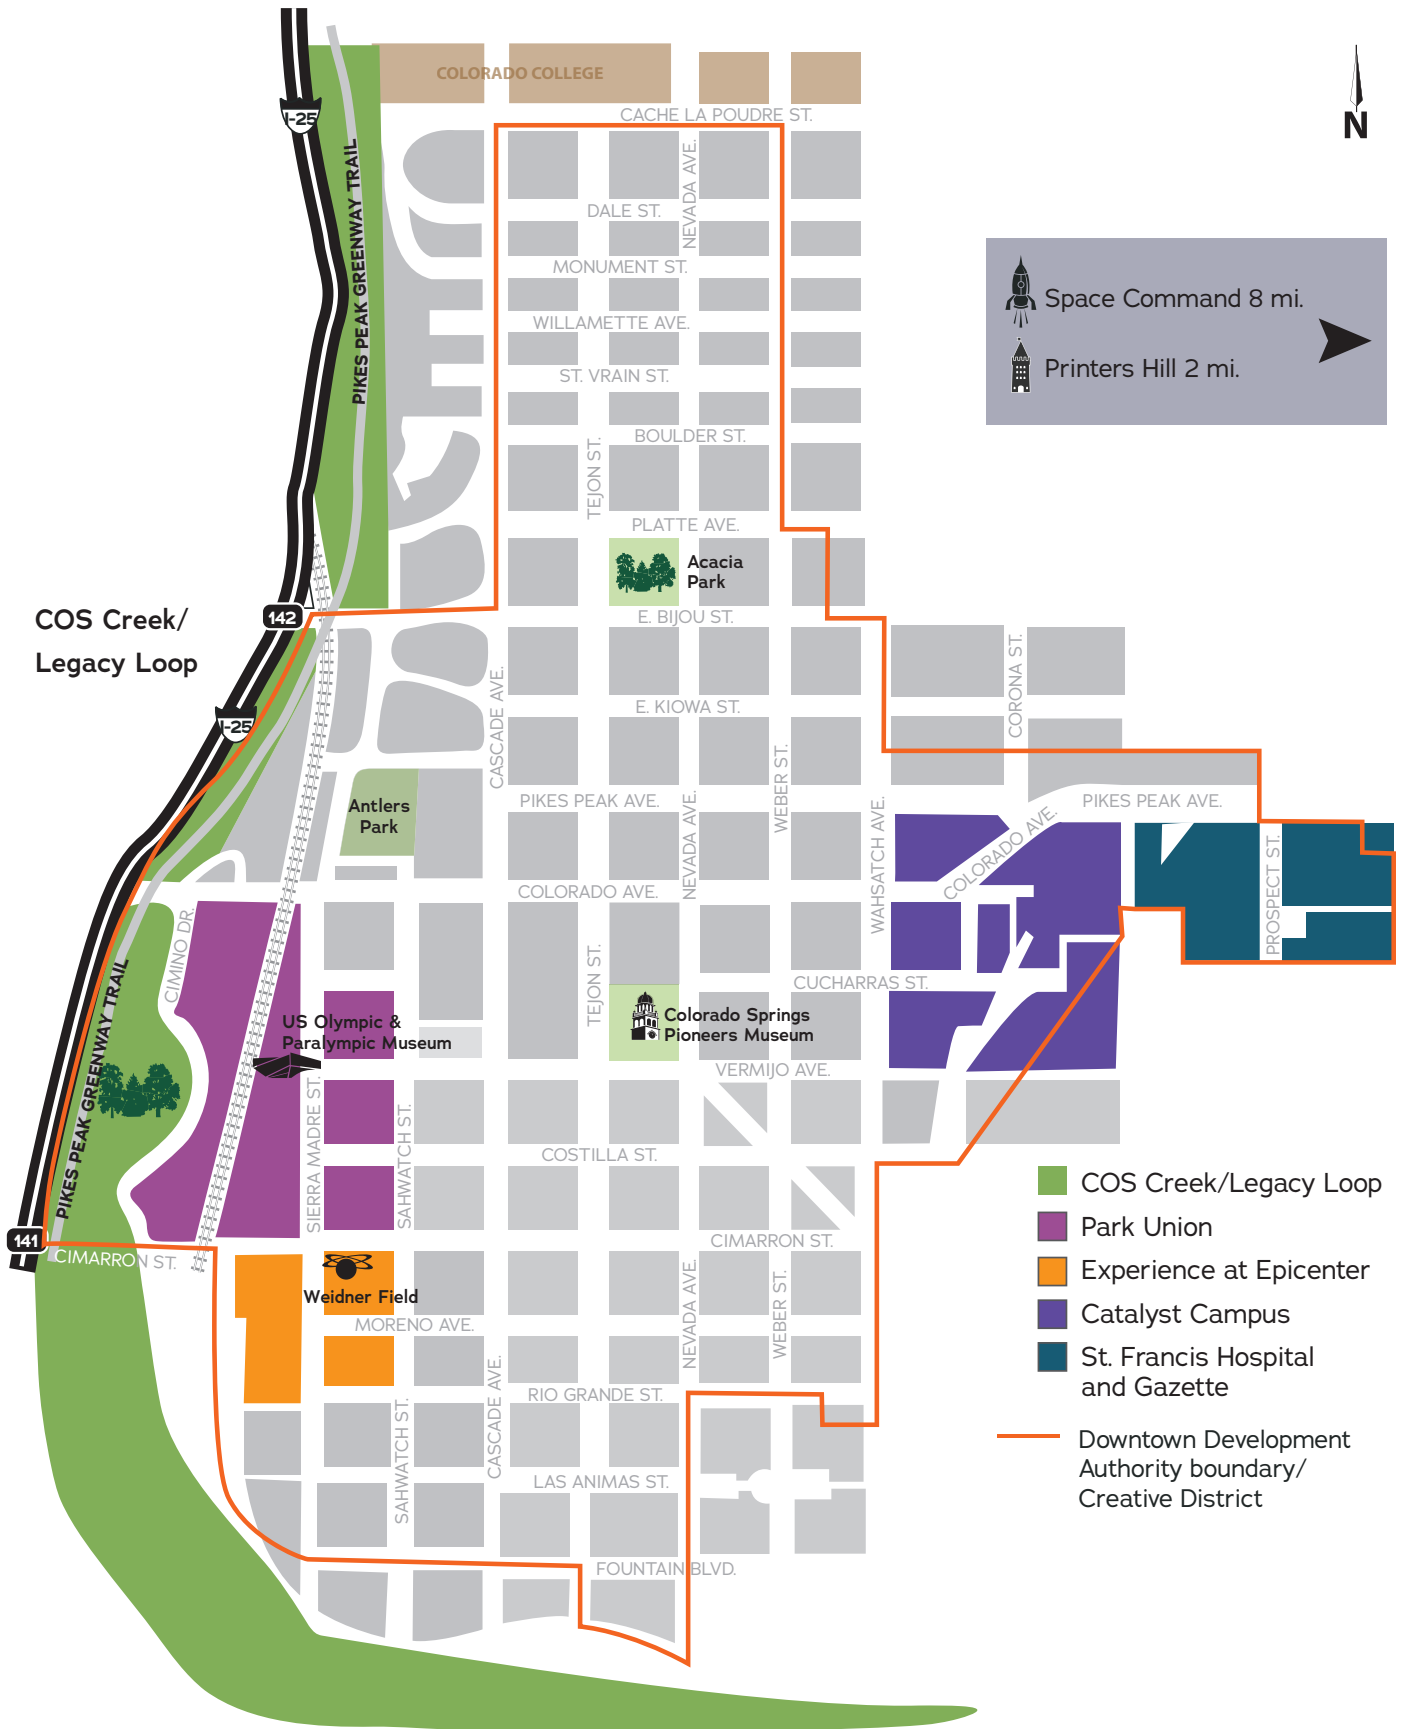 COLORADO COLLEGE
CACHE LA POUDRE ST.
I-25
N
PIKES PEAK GREENWAY TRAIL
NEVADA AVE.
DALE ST.
MONUMENT ST.
WILLAMETTE AVE.
ST. VRAIN ST.
BOULDER ST.
TEJON ST.
PLATTE AVE.
Space Command 8 mi.
Printers Hill 2 mi.
Acacia
Park
E. BIJOU ST.
142
COS Creek/
Legacy Loop
CORONA ST.
CASCADE AVE.
E. KIOWA ST.
I-25
WEBER ST.
Antlers
Park
PIKES PEAK AVE.
NEVADA AVE.
WAHSATCH AVE.
COLORADO AVE.
PIKES PEAK AVE.
PROSPECT ST.
COLORADO AVE.
CIMINO DR.
TEJON ST.
CUCHARRAS ST.
US Olympic &
Paralympic Museum
Colorado Springs
Pioneers Museum
VERMIJO AVE.
PIKES PEAK GREENWAY TRAIL
SIERRA MADRE ST.
SAHWATCH ST.
COSTILLA ST.
141
CIMARRON ST.
CIMARRON ST.
Weidner Field
MORENO AVE.
NEVADA AVE.
WEBER ST.
CASCADE AVE.
RIO GRANDE ST.
SAHWATCH ST.
LAS ANIMAS ST.
FOUNTAIN BLVD.
COS Creek/Legacy Loop
Park Union
Experience at Epicenter
Catalyst Campus
St. Francis Hospital
and Gazette
Downtown Development
Authority boundary/
Creative District